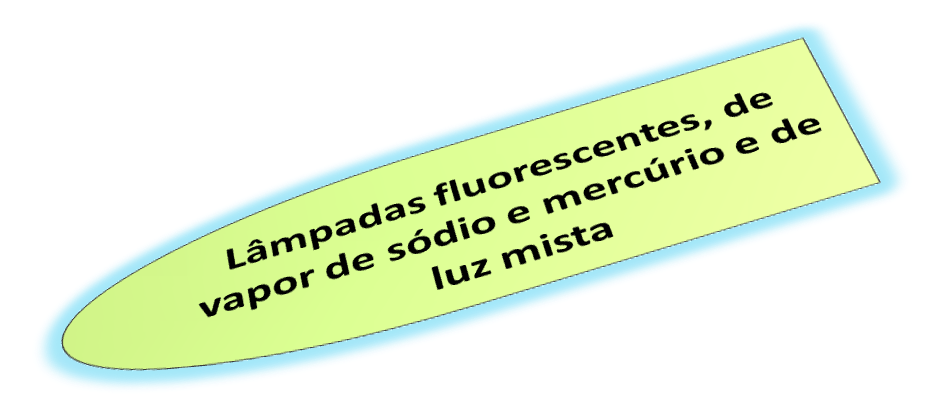 Lâmpadas fluorescentes, de
vapor de sódio e mercúrio e de
luz mista